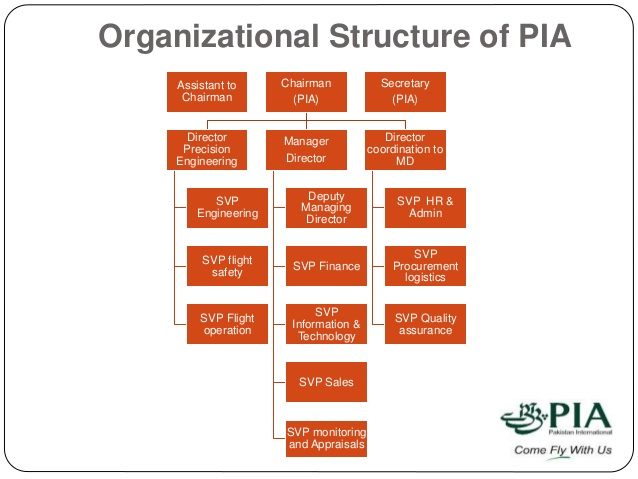 Organizational Structure of PIA
Assistant to
Chairman
Chairman
(PIA)
Secretary
(PIA)
Director
Precision
Engineering
Manager
Director
Director
coordination to
MD
SVP
Engineering
Deputy
Managing
Director
SVP HR &
Admin
SVP flight
safety
SVP Finance
SVP
Procurement
logistics
SVP Flight
operation
SVP
Information &
Technology
SVP Quality
assurance
SVP Sales
SVP monitoring
and Appraisals
PIA
Pakistan International
Come Fly With Us